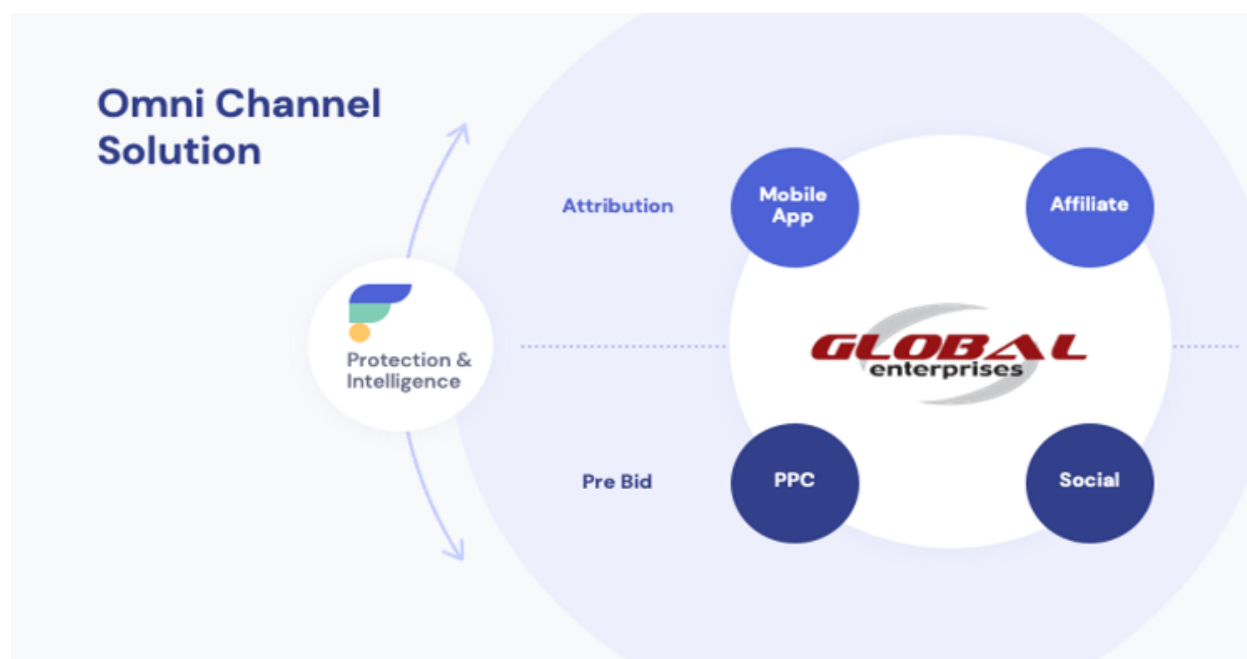 Omni Channel
Solution
Attribution
Mobile
App
Affiliate
Protection &
Intelligence
GLOBAL
enterprises
Pre Bid
PPC
Social